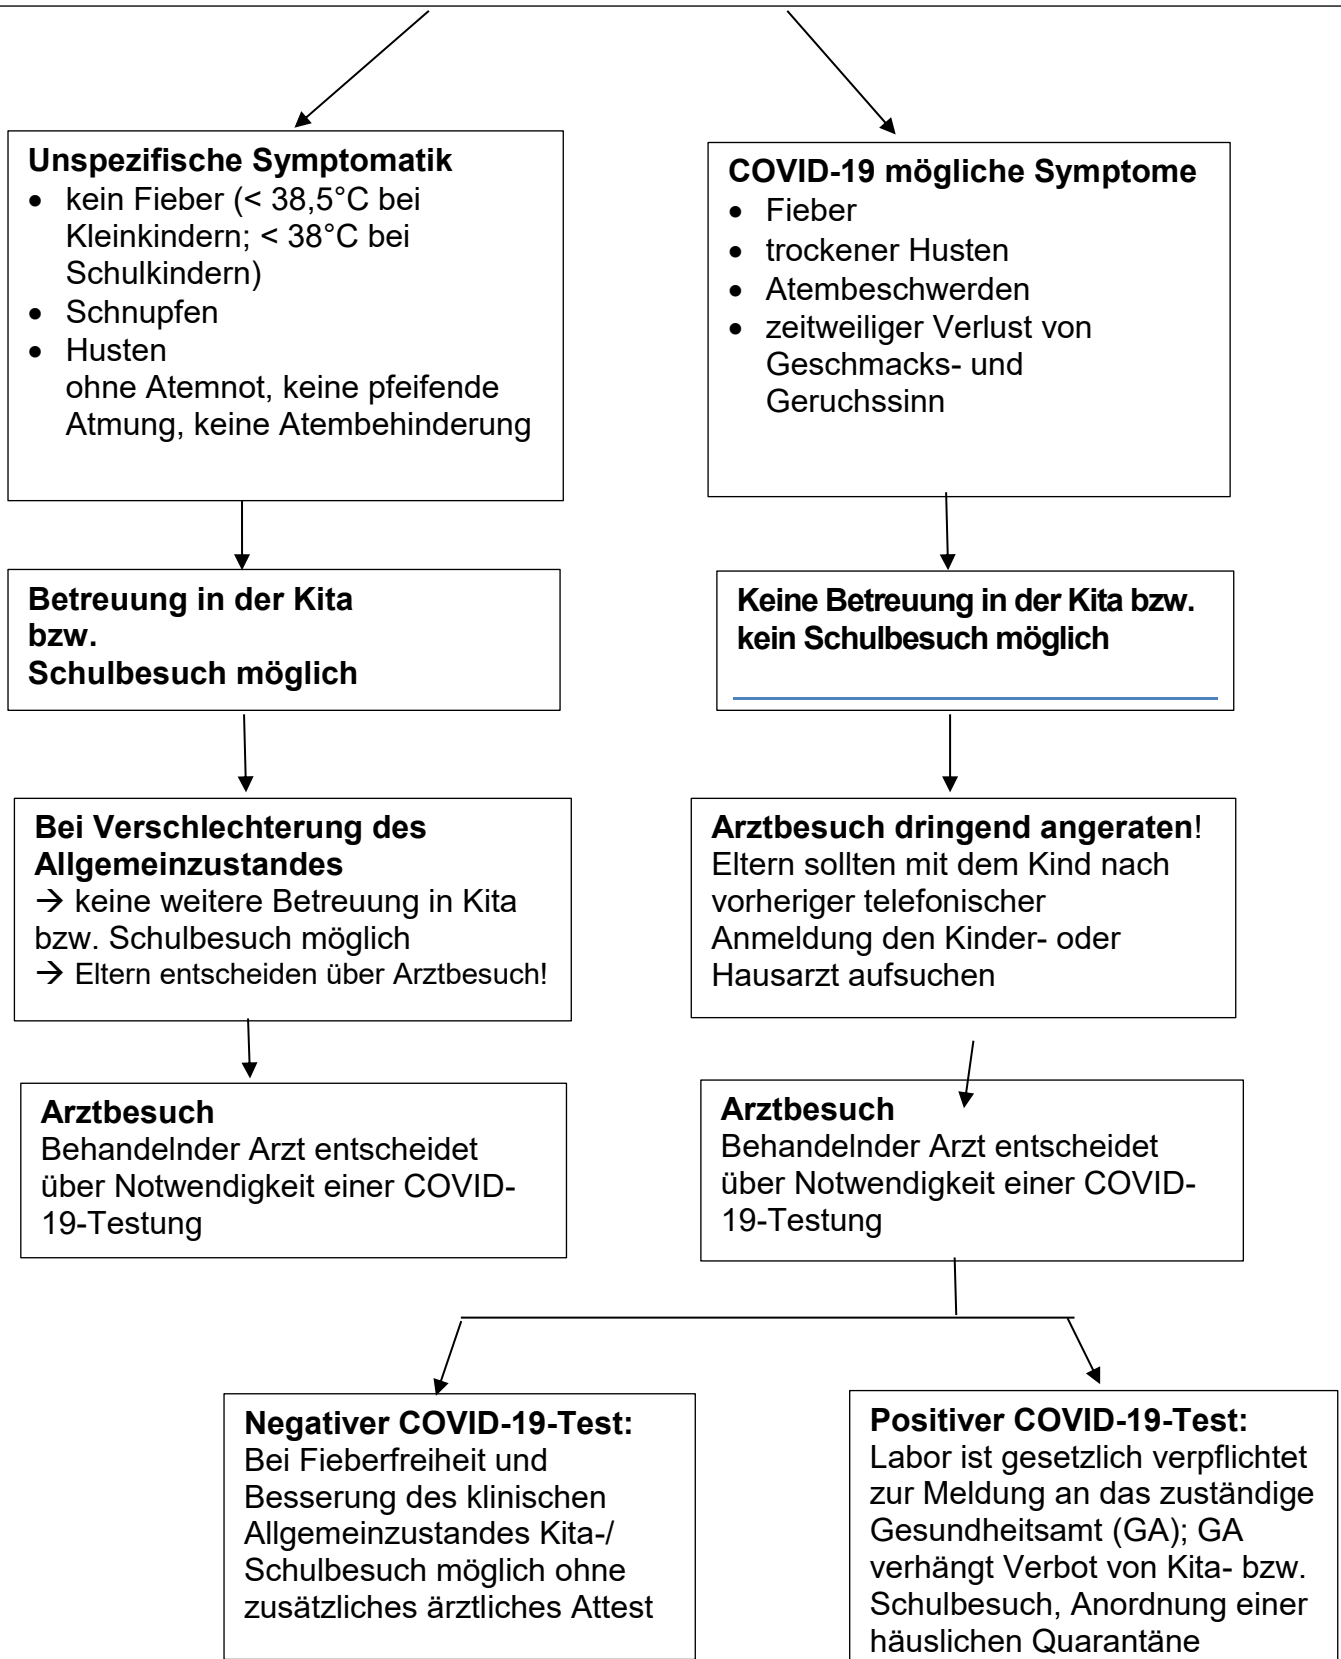 Unspezifische Symptomatik
• kein Fieber (< 38,5°C bei
Kleinkindern; < 38°C bei
Schulkindern)
• Schnupfen
• Husten
ohne Atemnot, keine pfeifende
Atmung, keine Atembehinderung
COVID-19 mögliche Symptome
• Fieber
• trockener Husten
• Atembeschwerden
• zeitweiliger Verlust von
Geschmacks- und
Geruchssinn
Betreuung in der Kita
bzw.
Schulbesuch möglich
Keine Betreuung in der Kita bzw.
kein Schulbesuch möglich
Bei Verschlechterung des
Allgemeinzustandes
→ keine weitere Betreuung in Kita
bzw. Schulbesuch möglich
→ Eltern entscheiden über Arztbesuch!
Arztbesuch dringend angeraten!
Eltern sollten mit dem Kind nach
vorheriger telefonischer
Anmeldung den Kinder- oder
Hausarzt aufsuchen
Arztbesuch
Behandelnder Arzt entscheidet
über Notwendigkeit einer COVID-
19-Testung
Arztbesuch
Behandelnder Arzt entscheidet
über Notwendigkeit einer COVID-
19-Testung
Negativer COVID-19-Test:
Bei Fieberfreiheit und
Besserung des klinischen
Allgemeinzustandes Kita-/
Schulbesuch möglich ohne
zusätzliches ärztliches Attest
Positiver COVID-19-Test:
Labor ist gesetzlich verpflichtet
zur Meldung an das zuständige
Gesundheitsamt (GA); GA
verhängt Verbot von Kita- bzw.
Schulbesuch, Anordnung einer
häuslichen Quarantäne